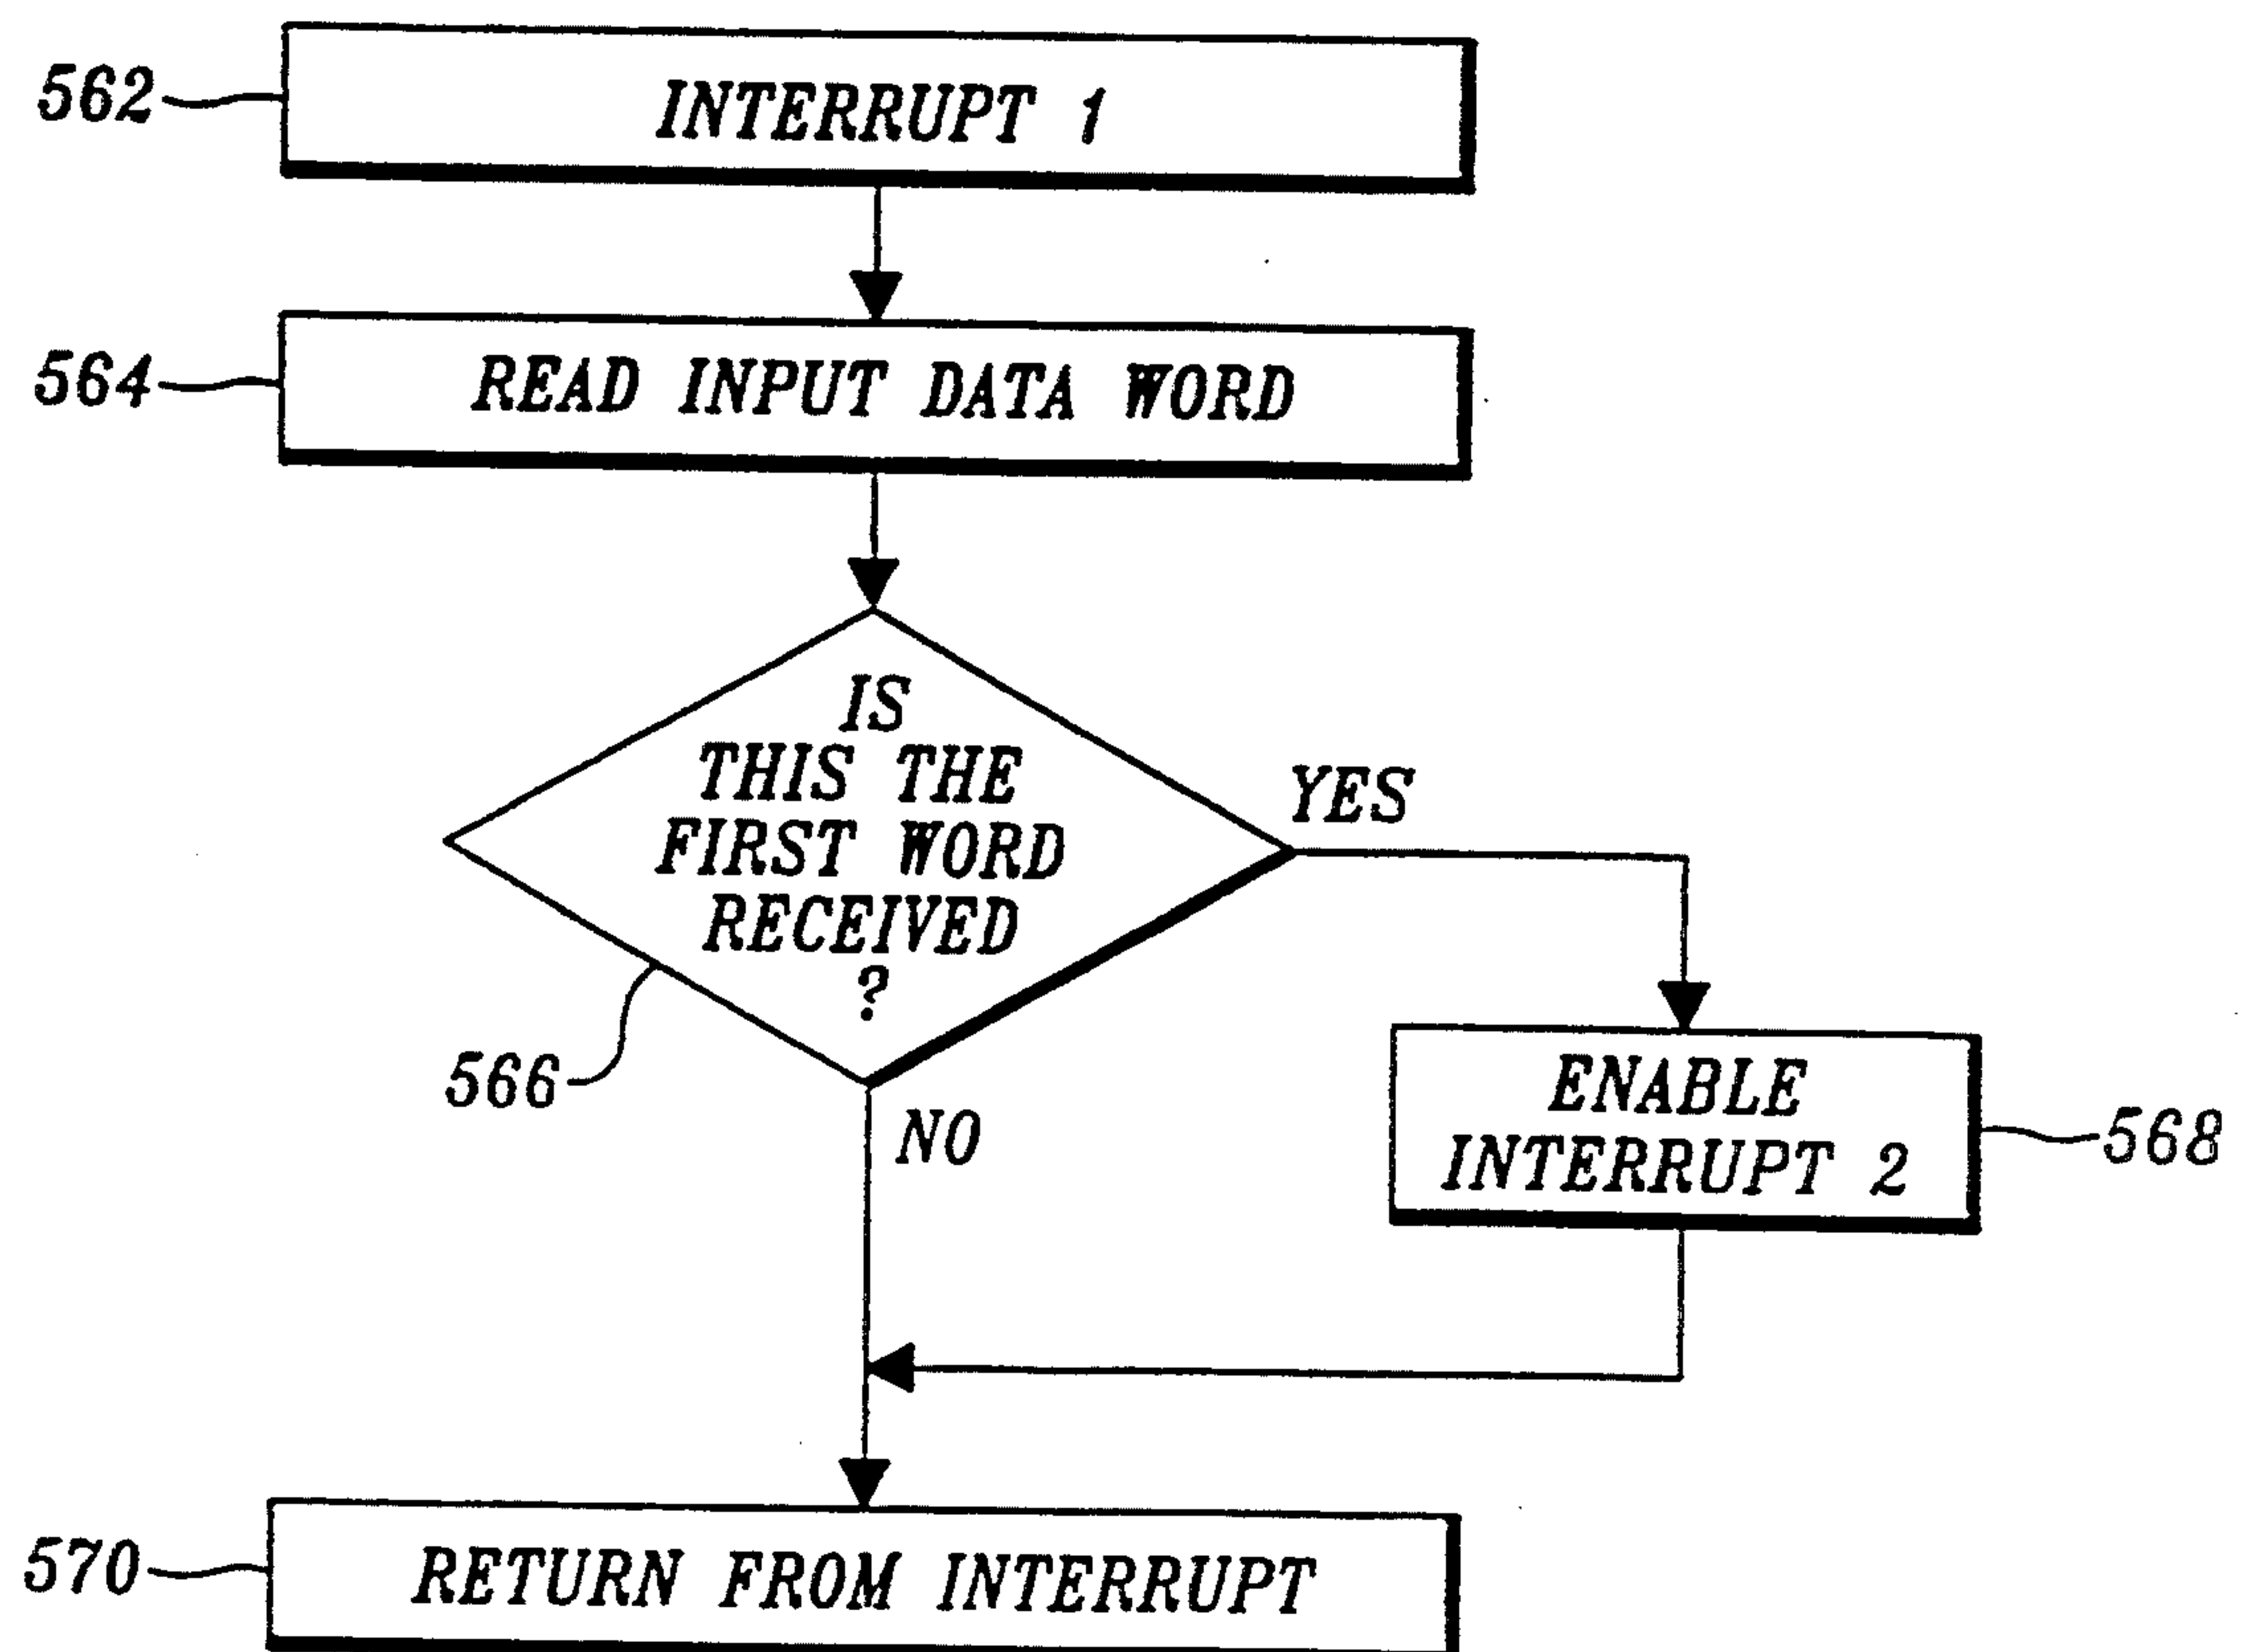 562
INTERRUPT 1
564
READ INPUT DATA WORD
IS
THIS THE
FIRST WORD
RECEIVED
?
YES
566
NO
ENABLE
INTERRUPT 2
568
570
RETURN FROM INTERRUPT